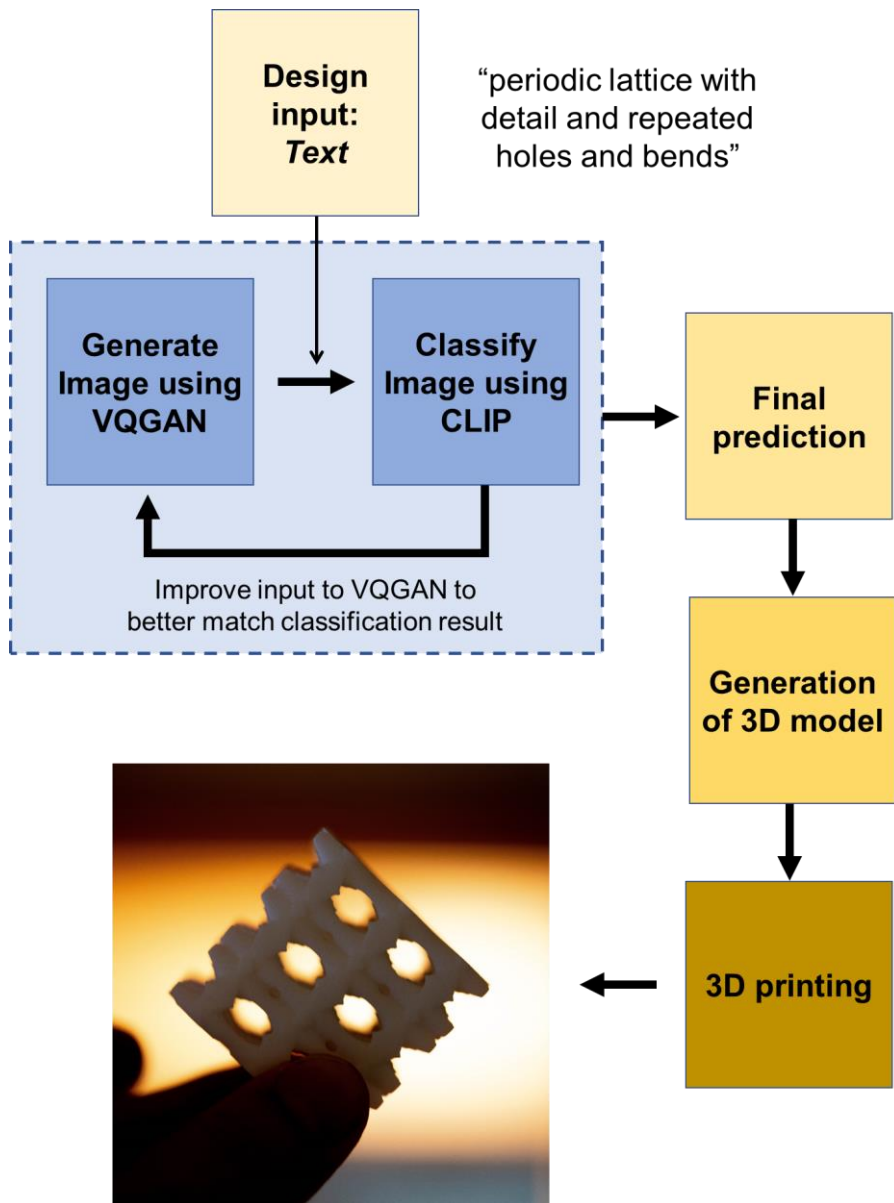 Design
input:
Text
“periodic lattice with
detail and repeated
holes and bends”
Generate
Image using
VQGAN
Classify
Image using
CLIP
Improve input to VQGAN to
better match classification result
Final
prediction
Generation
of 3D model
3D printing